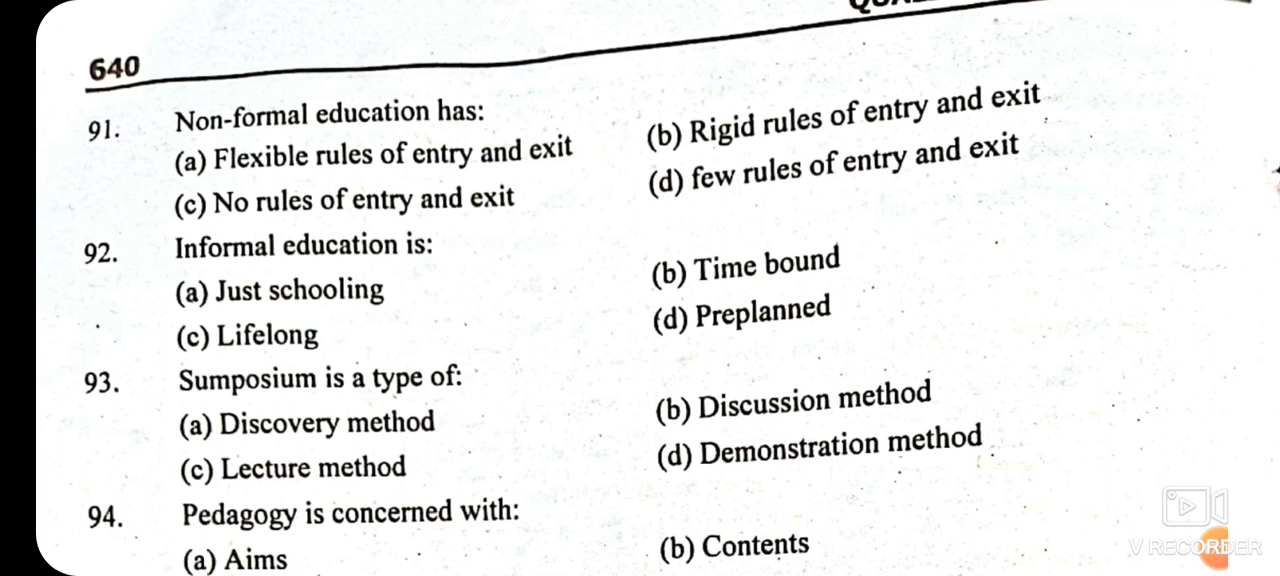 640
91. Non-formal education has:
(a) Flexible rules of entry and exit (b) Rigid rules of entry and exit
(c) No rules of entry and exit (d) few rules of entry and exit
92. Informal education is:
(a) Just schooling (b) Time bound
(c) Lifelong (d) Preplanned
93. Sumposium is a type of:
(a) Discovery method (b) Discussion method
(c) Lecture method (d) Demonstration method
94. Pedagogy is concerned with:
(a) Aims (b) Contents
V RECORDER